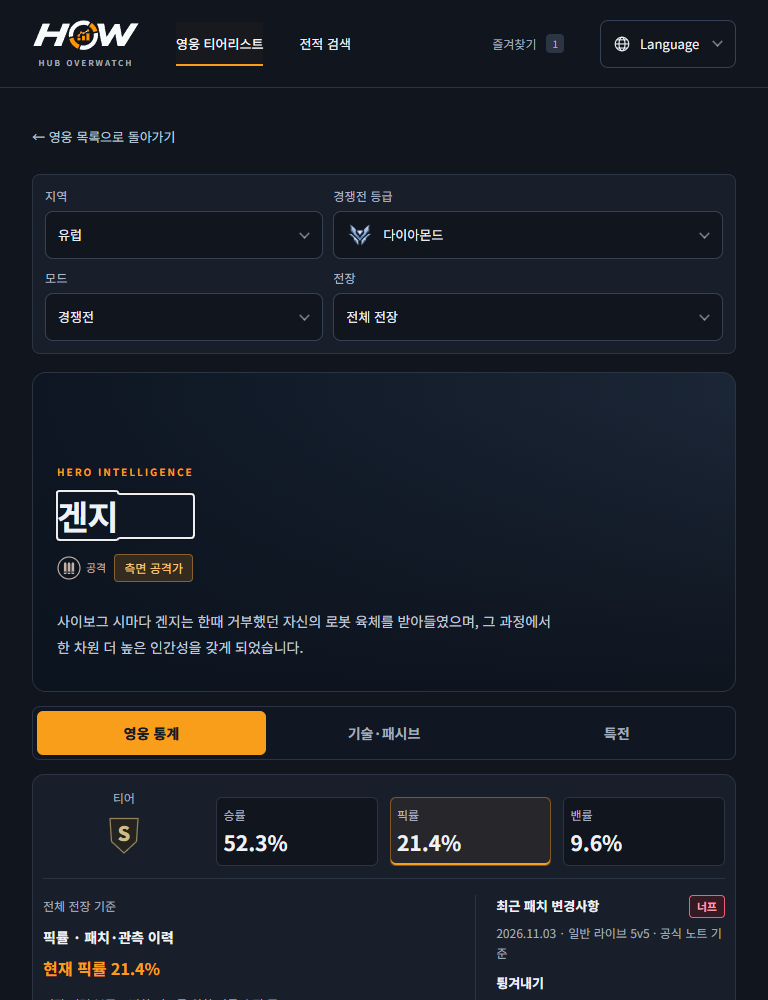 HOW
HUB OVERWATCH
영웅 티어리스트
전적 검색
즐겨찾기 1
Language
← 영웅 목록으로 돌아가기
지역
경쟁전 등급
유럽
다이아몬드
모드
전장
경쟁전
전체 전장
HERO INTELLIGENCE
겐지
공격
측면 공격가
사이보그 시마다 겐지는 한때 거부했던 자신의 로봇 육체를 받아들였으며, 그 과정에서
한 차원 더 높은 인간성을 갖게 되었습니다.
영웅 통계
기술·패시브
특전
티어
S
승률
52.3%
픽률
21.4%
밴률
9.6%
전체 전장 기준
픽률 · 패치·관측 이력
현재 픽률 21.4%
최근 패치 변경사항
너프
2026.11.03 · 일반 라이브 5v5 · 공식 노트 기
준
튕겨내기